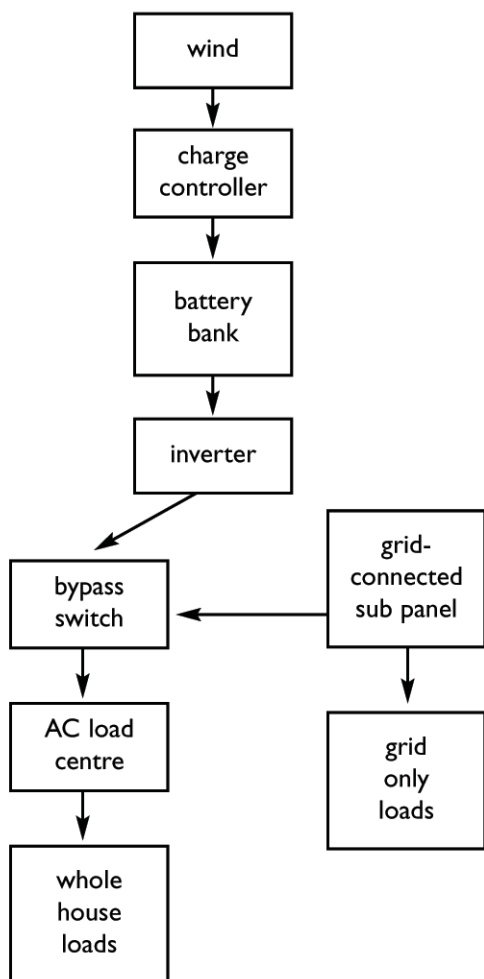 wind
charge
controller
battery
bank
inverter
bypass
switch
grid-
connected
sub panel
AC load
centre
grid
only
loads
whole
house
loads